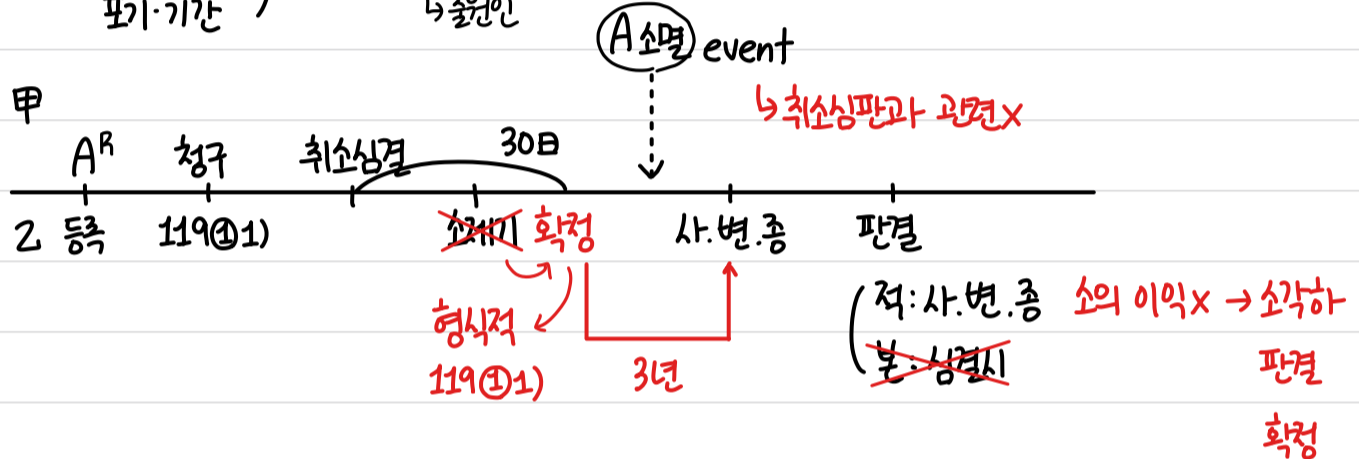 포기·기간 ↳출원인
A소멸 event
甲 ↳취소심판과 관련X
Aᴿ 청구 취소심결 30日
乙 등록 119①1) 소제기 확정 사.변.종 판결
적:사.변.종 소의 이익X → 소각하
형식적
본:심결시 판결
119①1) 3년
확정